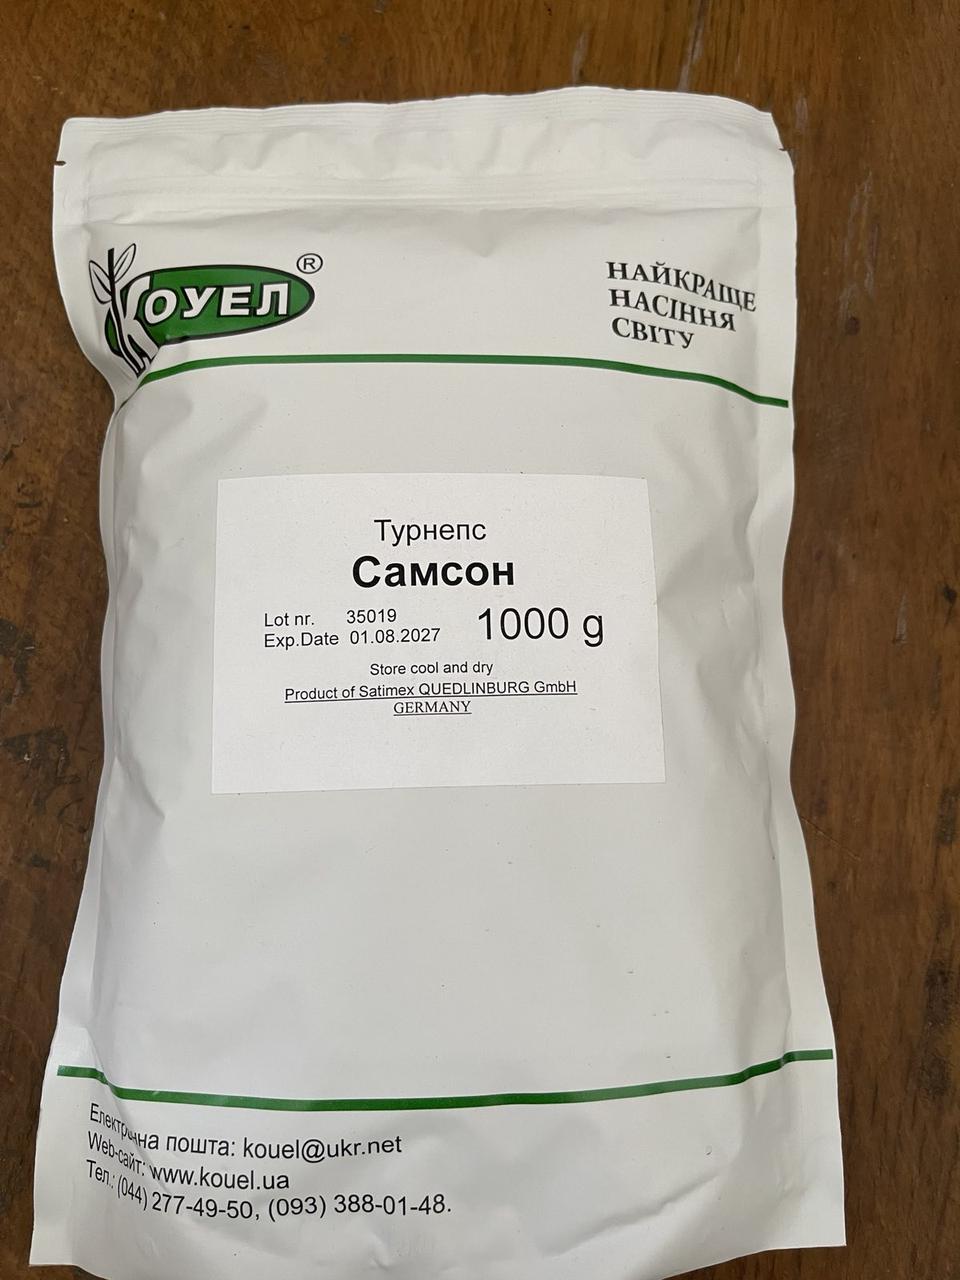 КОУЕЛ ®
НАЙКРАЩЕ
НАСІННЯ
СВІТУ
Турнепс
Самсон
Lot nr. 35019
Exp.Date 01.08.2027
1000 g
Store cool and dry
Product of Satimex QUEDLINBURG GmbH
GERMANY
Електронна пошта: kouel@ukr.net
Web-сайт: www.kouel.ua
Тел.: (044) 277-49-50, (093) 388-01-48.